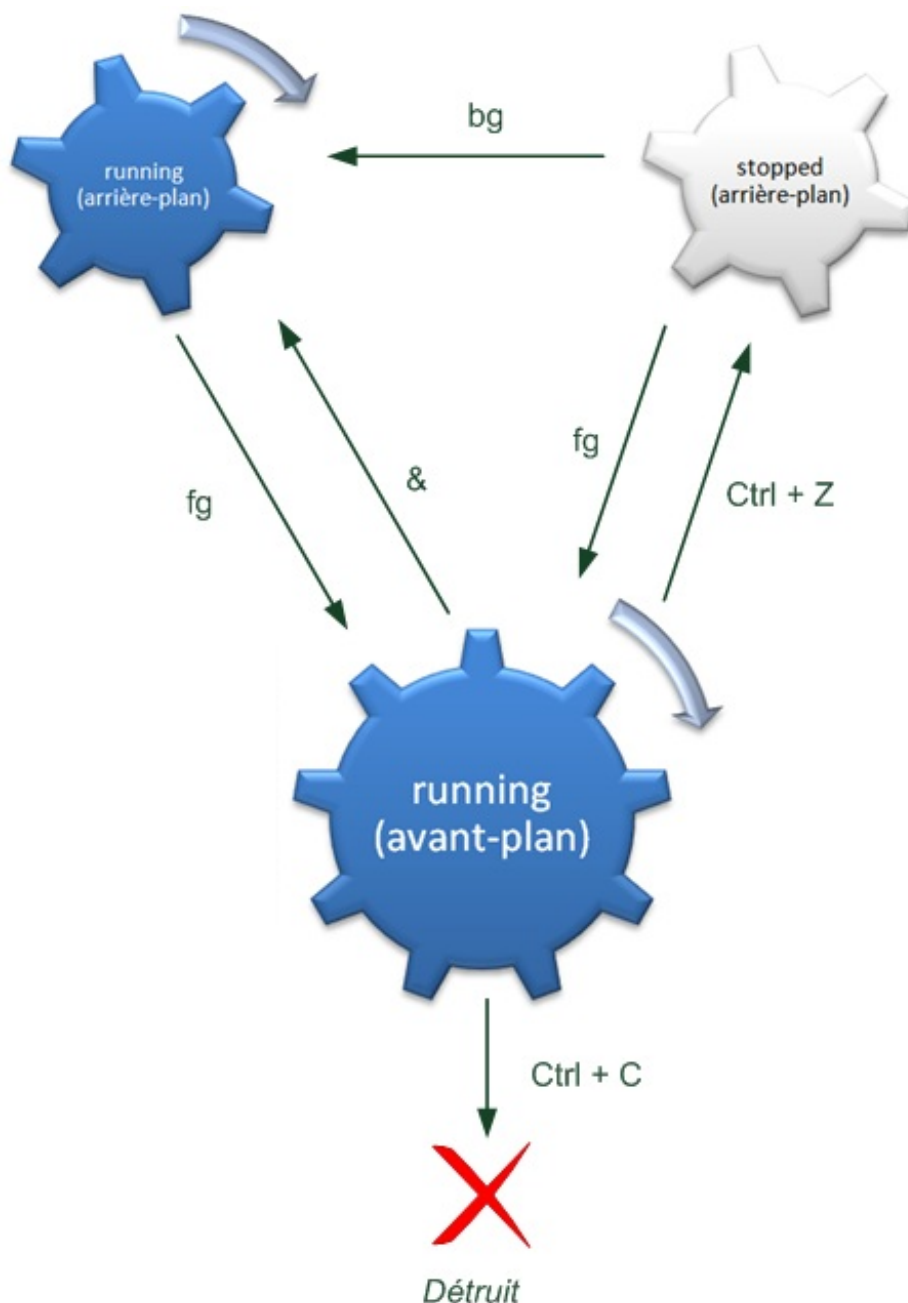 bg
running
(arrière-plan)
stopped
(arrière-plan)
fg
&
fg
Ctrl + Z
running
(avant-plan)
Ctrl + C
Détruit